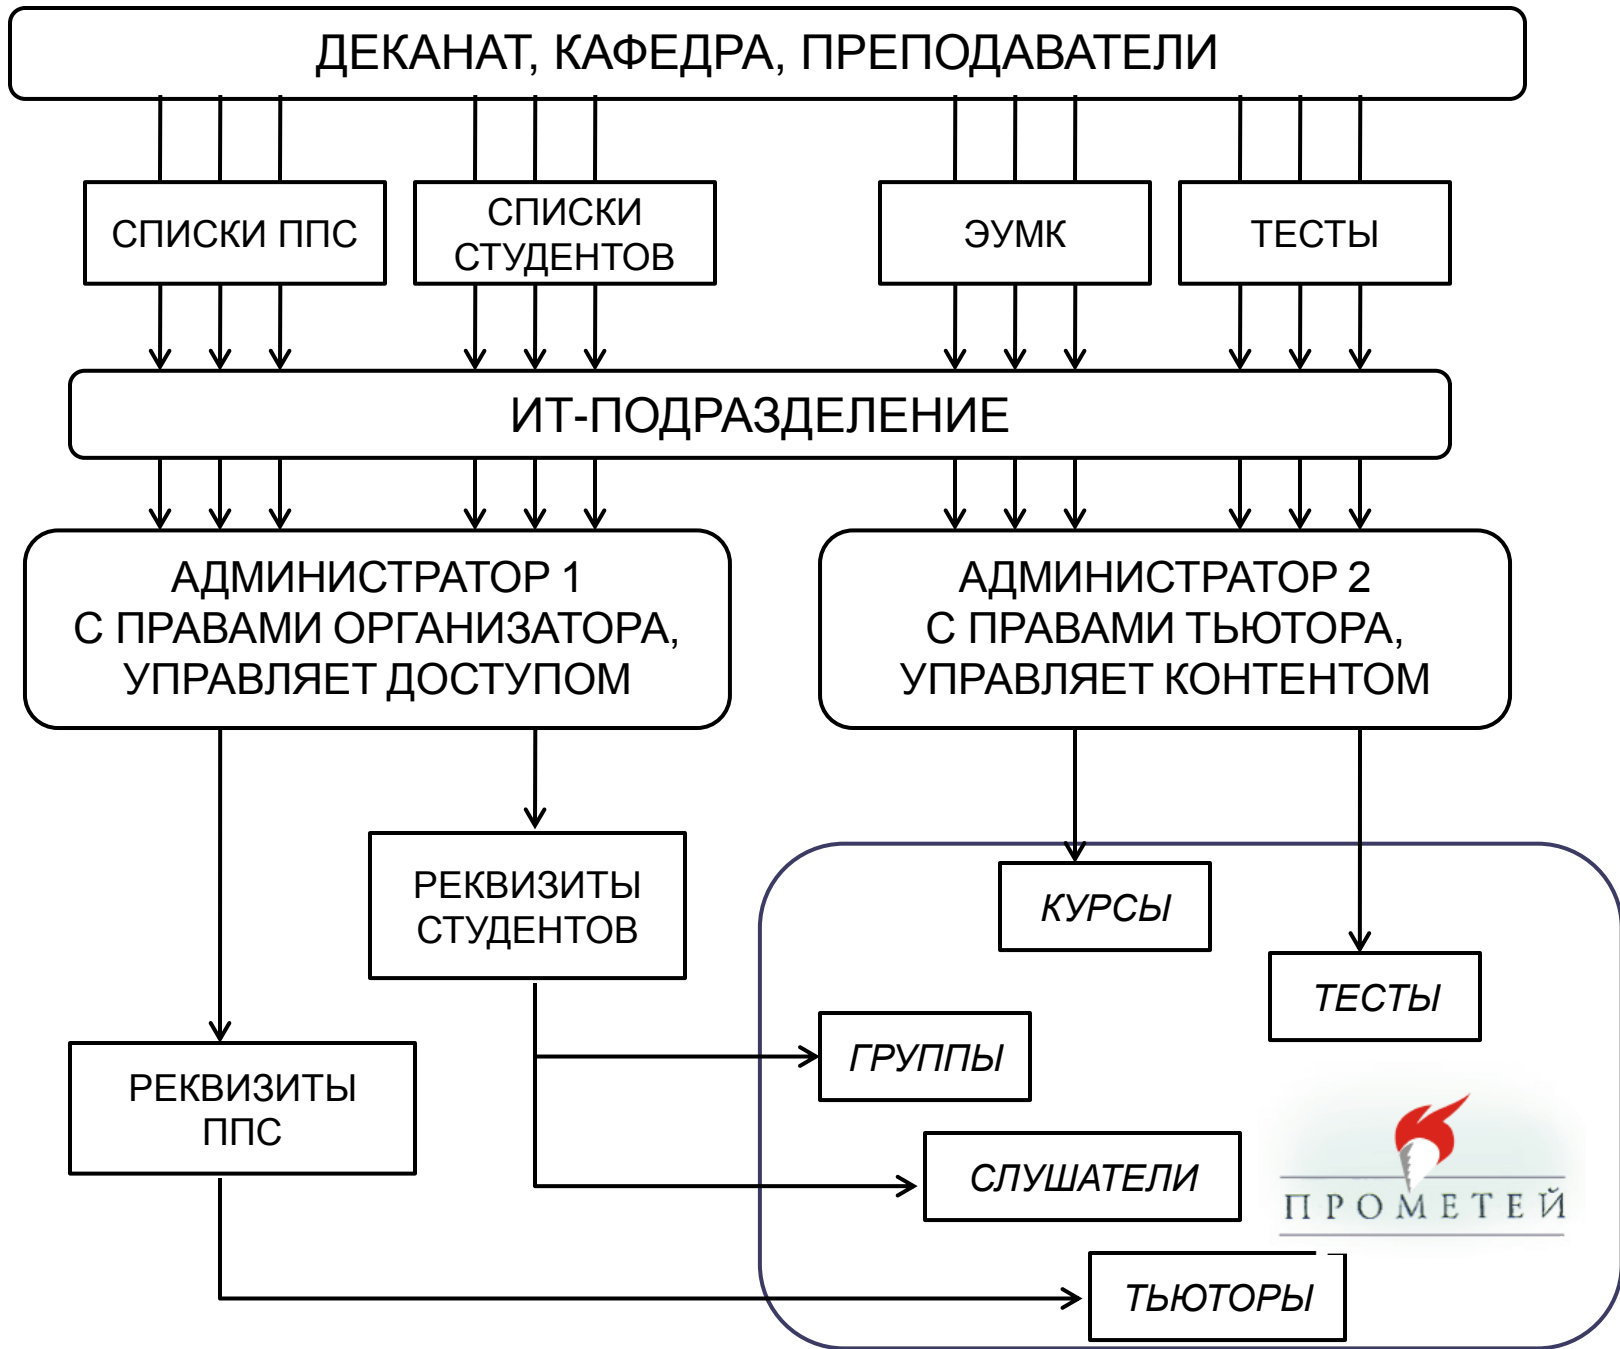 ДЕКАНАТ, КАФЕДРА, ПРЕПОДАВАТЕЛИ
СПИСКИ ППС
СПИСКИ
СТУДЕНТОВ
ЭУМК
ТЕСТЫ
ИТ-ПОДРАЗДЕЛЕНИЕ
АДМИНИСТРАТОР 1
С ПРАВАМИ ОРГАНИЗАТОРА,
УПРАВЛЯЕТ ДОСТУПОМ
АДМИНИСТРАТОР 2
С ПРАВАМИ ТЬЮТОРА,
УПРАВЛЯЕТ КОНТЕНТОМ
РЕКВИЗИТЫ
СТУДЕНТОВ
КУРСЫ
ТЕСТЫ
ГРУППЫ
РЕКВИЗИТЫ
ППС
СЛУШАТЕЛИ
ПРОМЕТЕЙ
ТЬЮТОРЫ